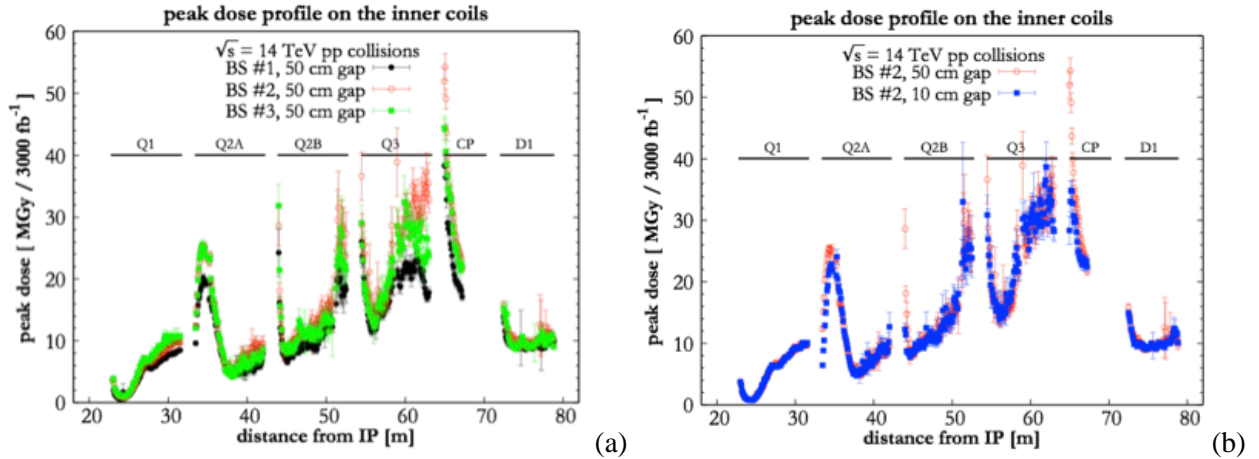 peak dose profile on the inner coils
√s = 14 TeV pp collisions
BS #1, 50 cm gap
BS #2, 50 cm gap
BS #3, 50 cm gap
Q1 Q2A Q2B Q3 CP D1
peak dose [ MGy / 3000 fb⁻¹ ]
60
50
40
30
20
10
0
20 30 40 50 60 70 80
distance from IP [m]
(a)
peak dose profile on the inner coils
√s = 14 TeV pp collisions
BS #2, 50 cm gap
BS #2, 10 cm gap
Q1 Q2A Q2B Q3 CP D1
peak dose [ MGy / 3000 fb⁻¹ ]
60
50
40
30
20
10
0
20 30 40 50 60 70 80
distance from IP [m]
(b)